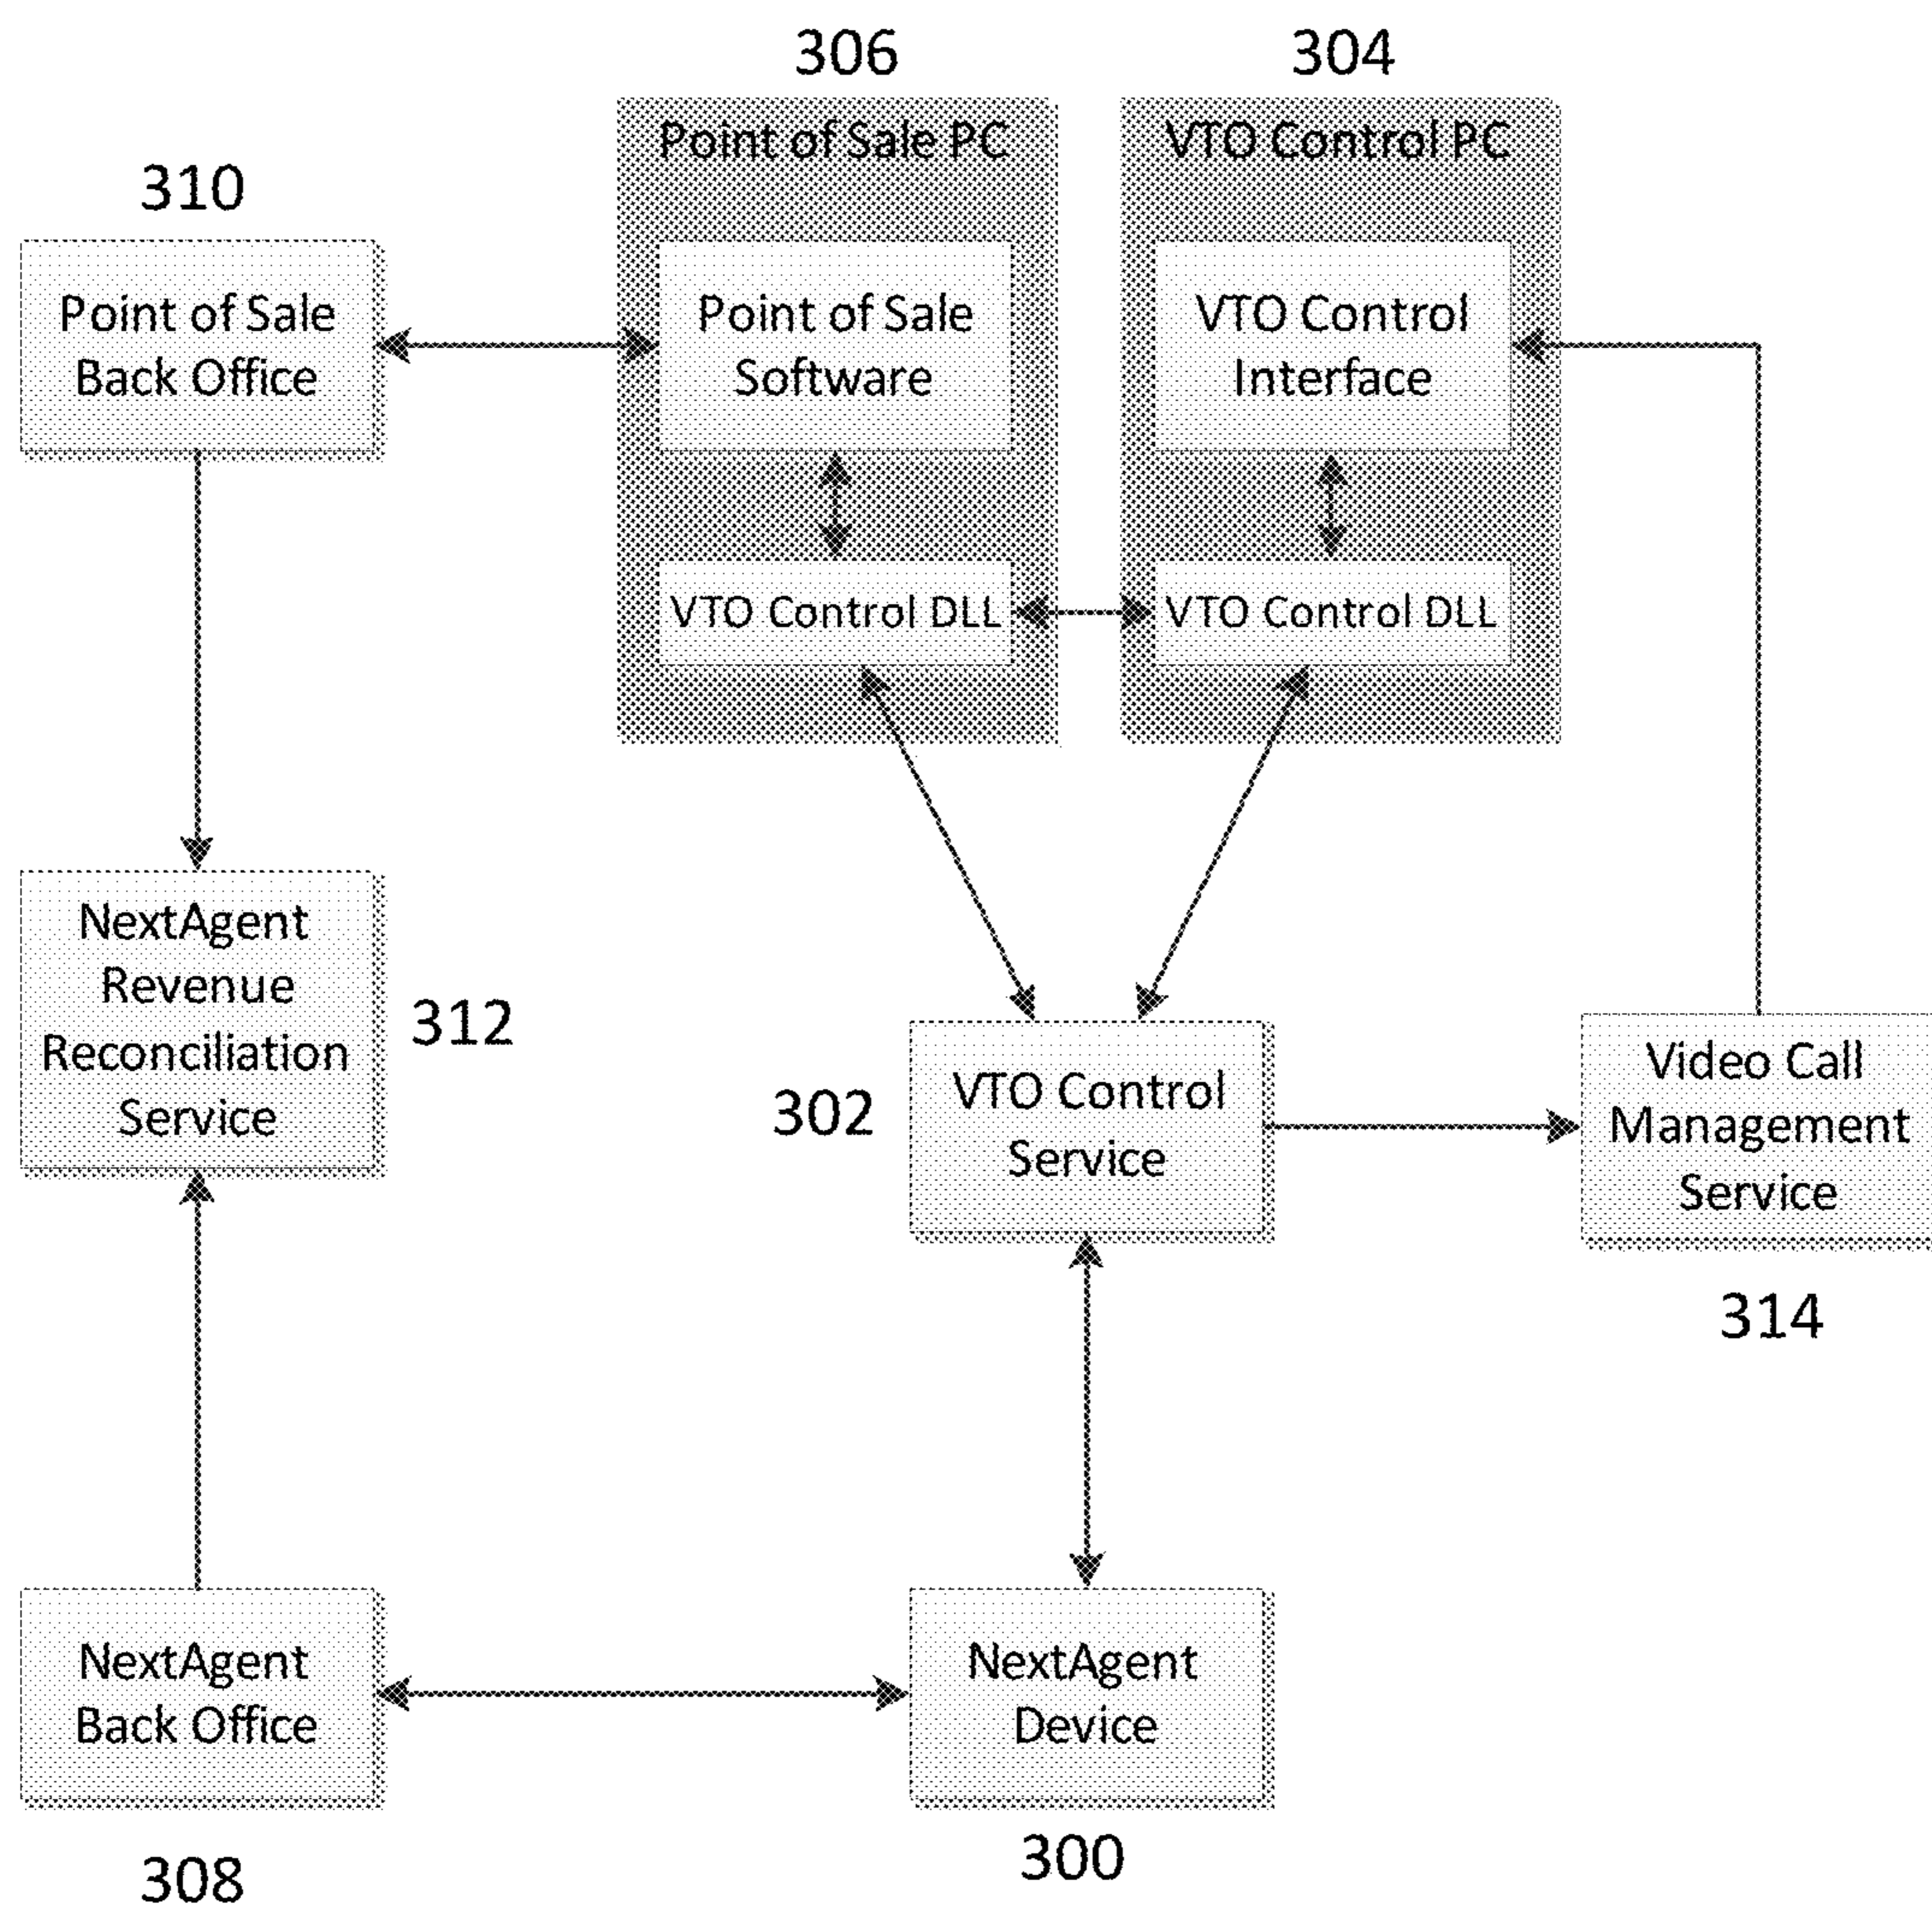 306
304
Point of Sale PC
VTO Control PC
310
Point of Sale
Back Office
Point of Sale
Software
VTO Control
Interface
VTO Control DLL
VTO Control DLL
NextAgent
Revenue
Reconciliation
Service
312
302
VTO Control
Service
Video Call
Management
Service
314
NextAgent
Back Office
NextAgent
Device
308
300